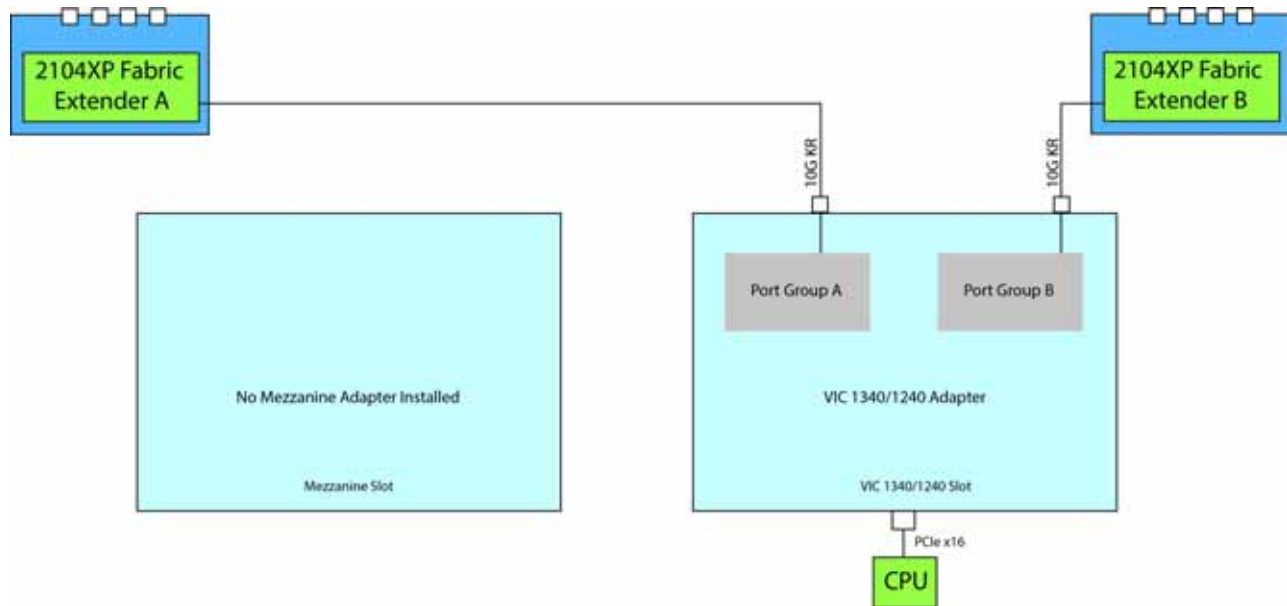 2104XP Fabric
Extender A
2104XP Fabric
Extender B
10G KR
10G KR
Port Group A
Port Group B
No Mezzanine Adapter Installed
VIC 1340/1240 Adapter
Mezzanine Slot
VIC 1340/1240 Slot
PCIe x16
CPU